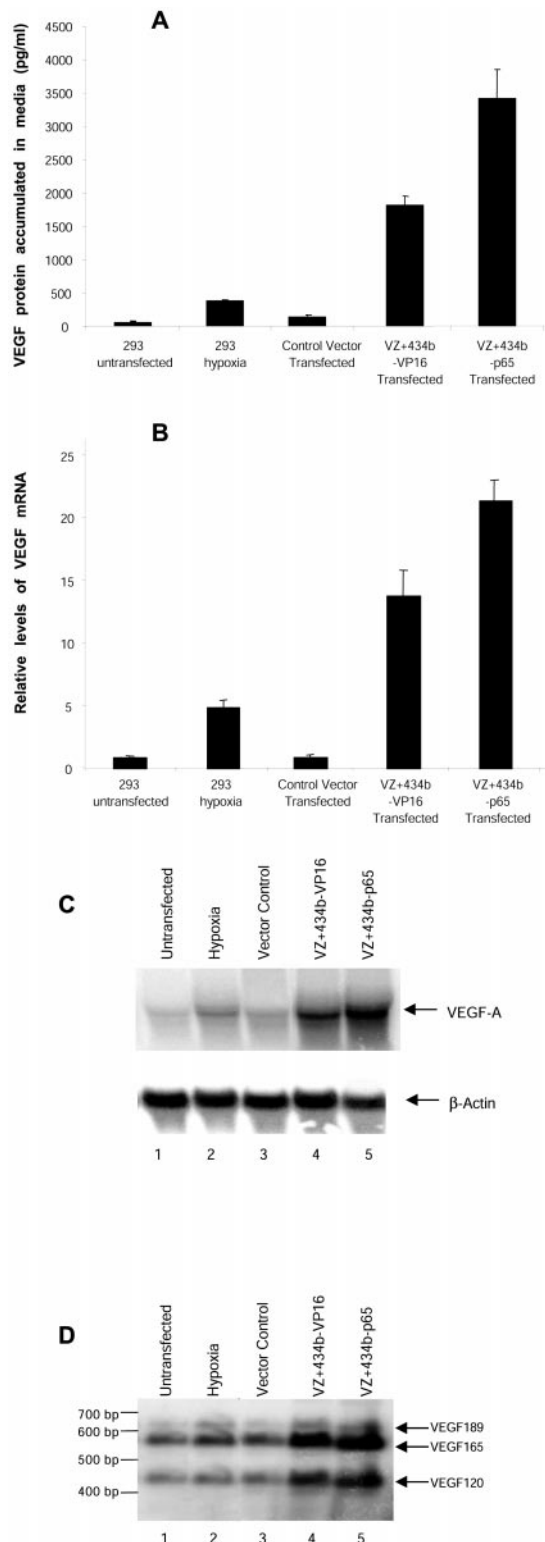 A
VEGF protein accumulated in media (pg/ml)
4500
4000
3500
3000
2500
2000
1500
1000
500
0
293 untransfected
293 hypoxia
Control Vector Transfected
VZ+434b -VP16 Transfected
VZ+434b -p65 Transfected
B
Relative levels of VEGF mRNA
25
20
15
10
5
0
293 untransfected
293 hypoxia
Control Vector Transfected
VZ+434b -VP16 Transfected
VZ+434b -p65 Transfected
C
Untransfected
Hypoxia
Vector Control
VZ+434b-VP16
VZ+434b-p65
VEGF-A
β-Actin
1 2 3 4 5
D
Untransfected
Hypoxia
Vector Control
VZ+434b-VP16
VZ+434b-p65
700 bp
600 bp
500 bp
400 bp
VEGF189
VEGF165
VEGF120
1 2 3 4 5